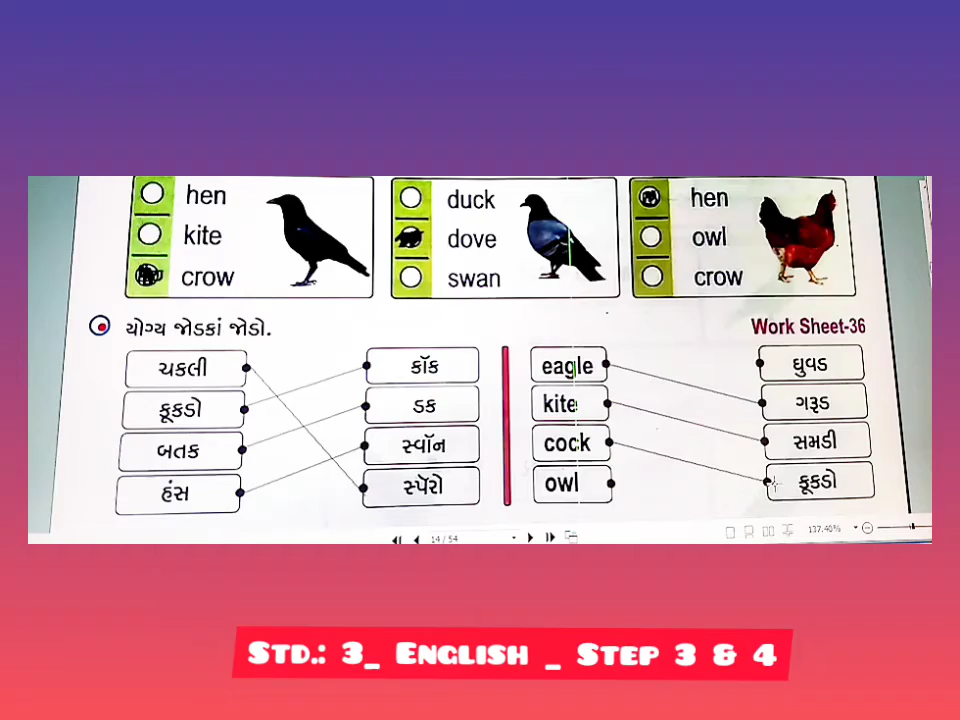 hen
kite
crow
duck
dove
swan
hen
owl
crow
યોગ્ય જોડકાં જોડો.
Work Sheet-36
ચકલી
કૂકડો
બતક
હંસ
કૉક
ડક
સ્વૉન
સ્પૅરો
eagle
kite
cock
owl
ઘુવડ
ગરૂડ
સમડી
કૂકડો
14 / 54
137.40%
Std.: 3_ English _ Step 3 & 4